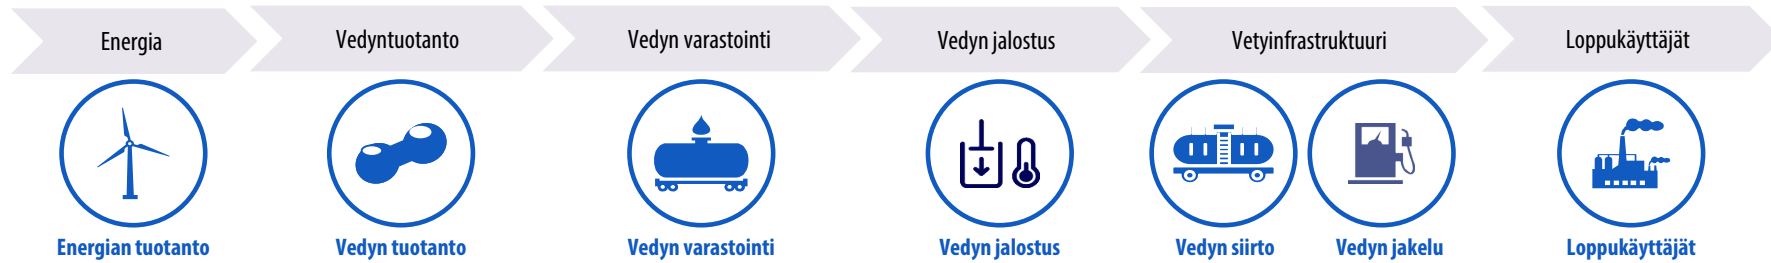 Energia
Vedyntuotanto
Vedyn varastointi
Vedyn jalostus
Vetyinfrastruktuuri
Loppukäyttäjät
Energian tuotanto
Vedyn tuotanto
Vedyn varastointi
Vedyn jalostus
Vedyn siirto
Vedyn jakelu
Loppukäyttäjät